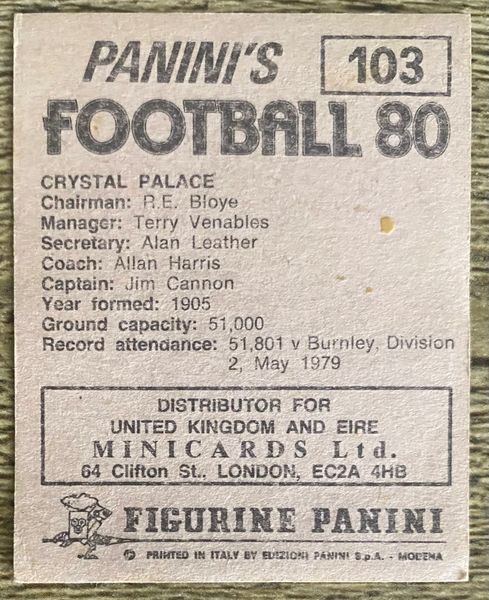 PANINI'S
103
FOOTBALL 80
CRYSTAL PALACE
Chairman: R.E. Bloye
Manager: Terry Venables
Secretary: Alan Leather
Coach: Allan Harris
Captain: Jim Cannon
Year formed: 1905
Ground capacity: 51,000
Record attendance: 51,801 v Burnley, Division
2, May 1979
DISTRIBUTOR FOR
UNITED KINGDOM AND EIRE
MINICARDS Ltd.
64 Clifton St., LONDON, EC2A 4HB
FIGURINE PANINI
PRINTED IN ITALY BY EDIZIONI PANINI S.p.A. - MODENA